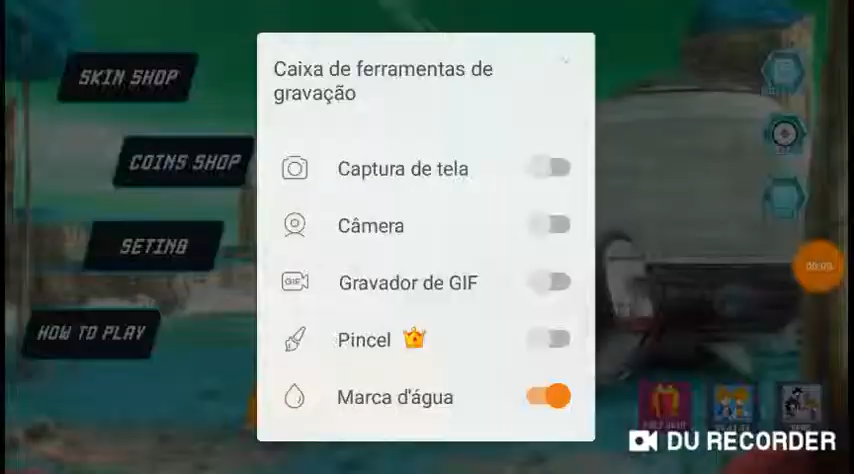 SKIN SHOP
COINS SHOP
SETING
HOW TO PLAY
Caixa de ferramentas de
gravação
Captura de tela
Câmera
GIF
Gravador de GIF
Pincel
Marca d'água
DU RECORDER